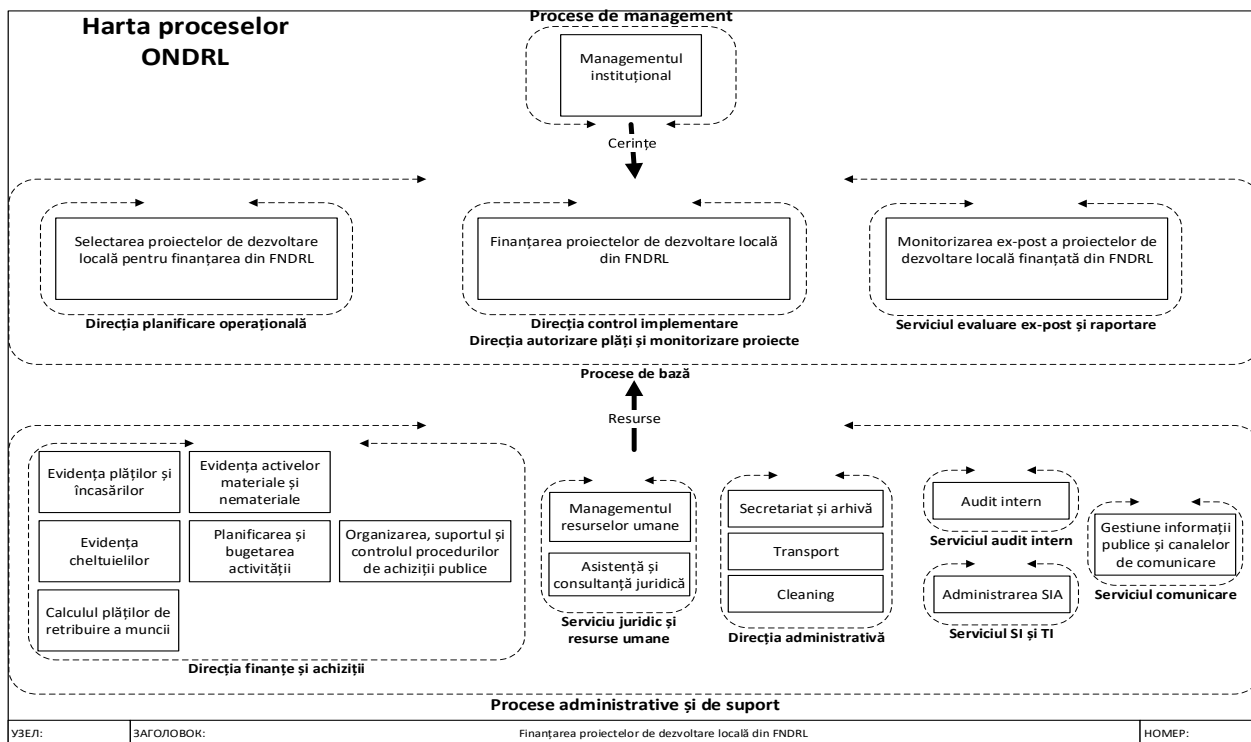 Harta proceselor
ONDRL
Procese de management
Managementul
instituțional
Cerințe
Selectarea proiectelor de dezvoltare
locală pentru finanțarea din FNDRL
Direcția planificare operațională
Finanțarea proiectelor de dezvoltare locală
din FNDRL
Direcția control implementare
Direcția autorizare plăți și monitorizare proiecte
Monitorizarea ex-post a proiectelor de
dezvoltare locală finanțată din FNDRL
Serviciul evaluare ex-post și raportare
Procese de bază
Resurse
Evidența plăților și
încasărilor
Evidența activelor
materiale și
nemateriale
Evidența
cheltuielilor
Planificarea și
bugetarea
activității
Organizarea, suportul și
controlul procedurilor
de achiziții publice
Calculul plăților de
retribuire a muncii
Direcția finanțe și achiziții
Managementul
resurselor umane
Asistență și
consultanță juridică
Serviciu juridic și
resurse umane
Secretariat și arhivă
Transport
Cleaning
Direcția administrativă
Audit intern
Serviciul audit intern
Administrarea SIA
Serviciul SI și TI
Gestiune informații
publice și canalelor
de comunicare
Serviciul comunicare
Procese administrative și de suport
УЗЕЛ:
ЗАГОЛОВОК:
Finanțarea proiectelor de dezvoltare locală din FNDRL
НОМЕР: